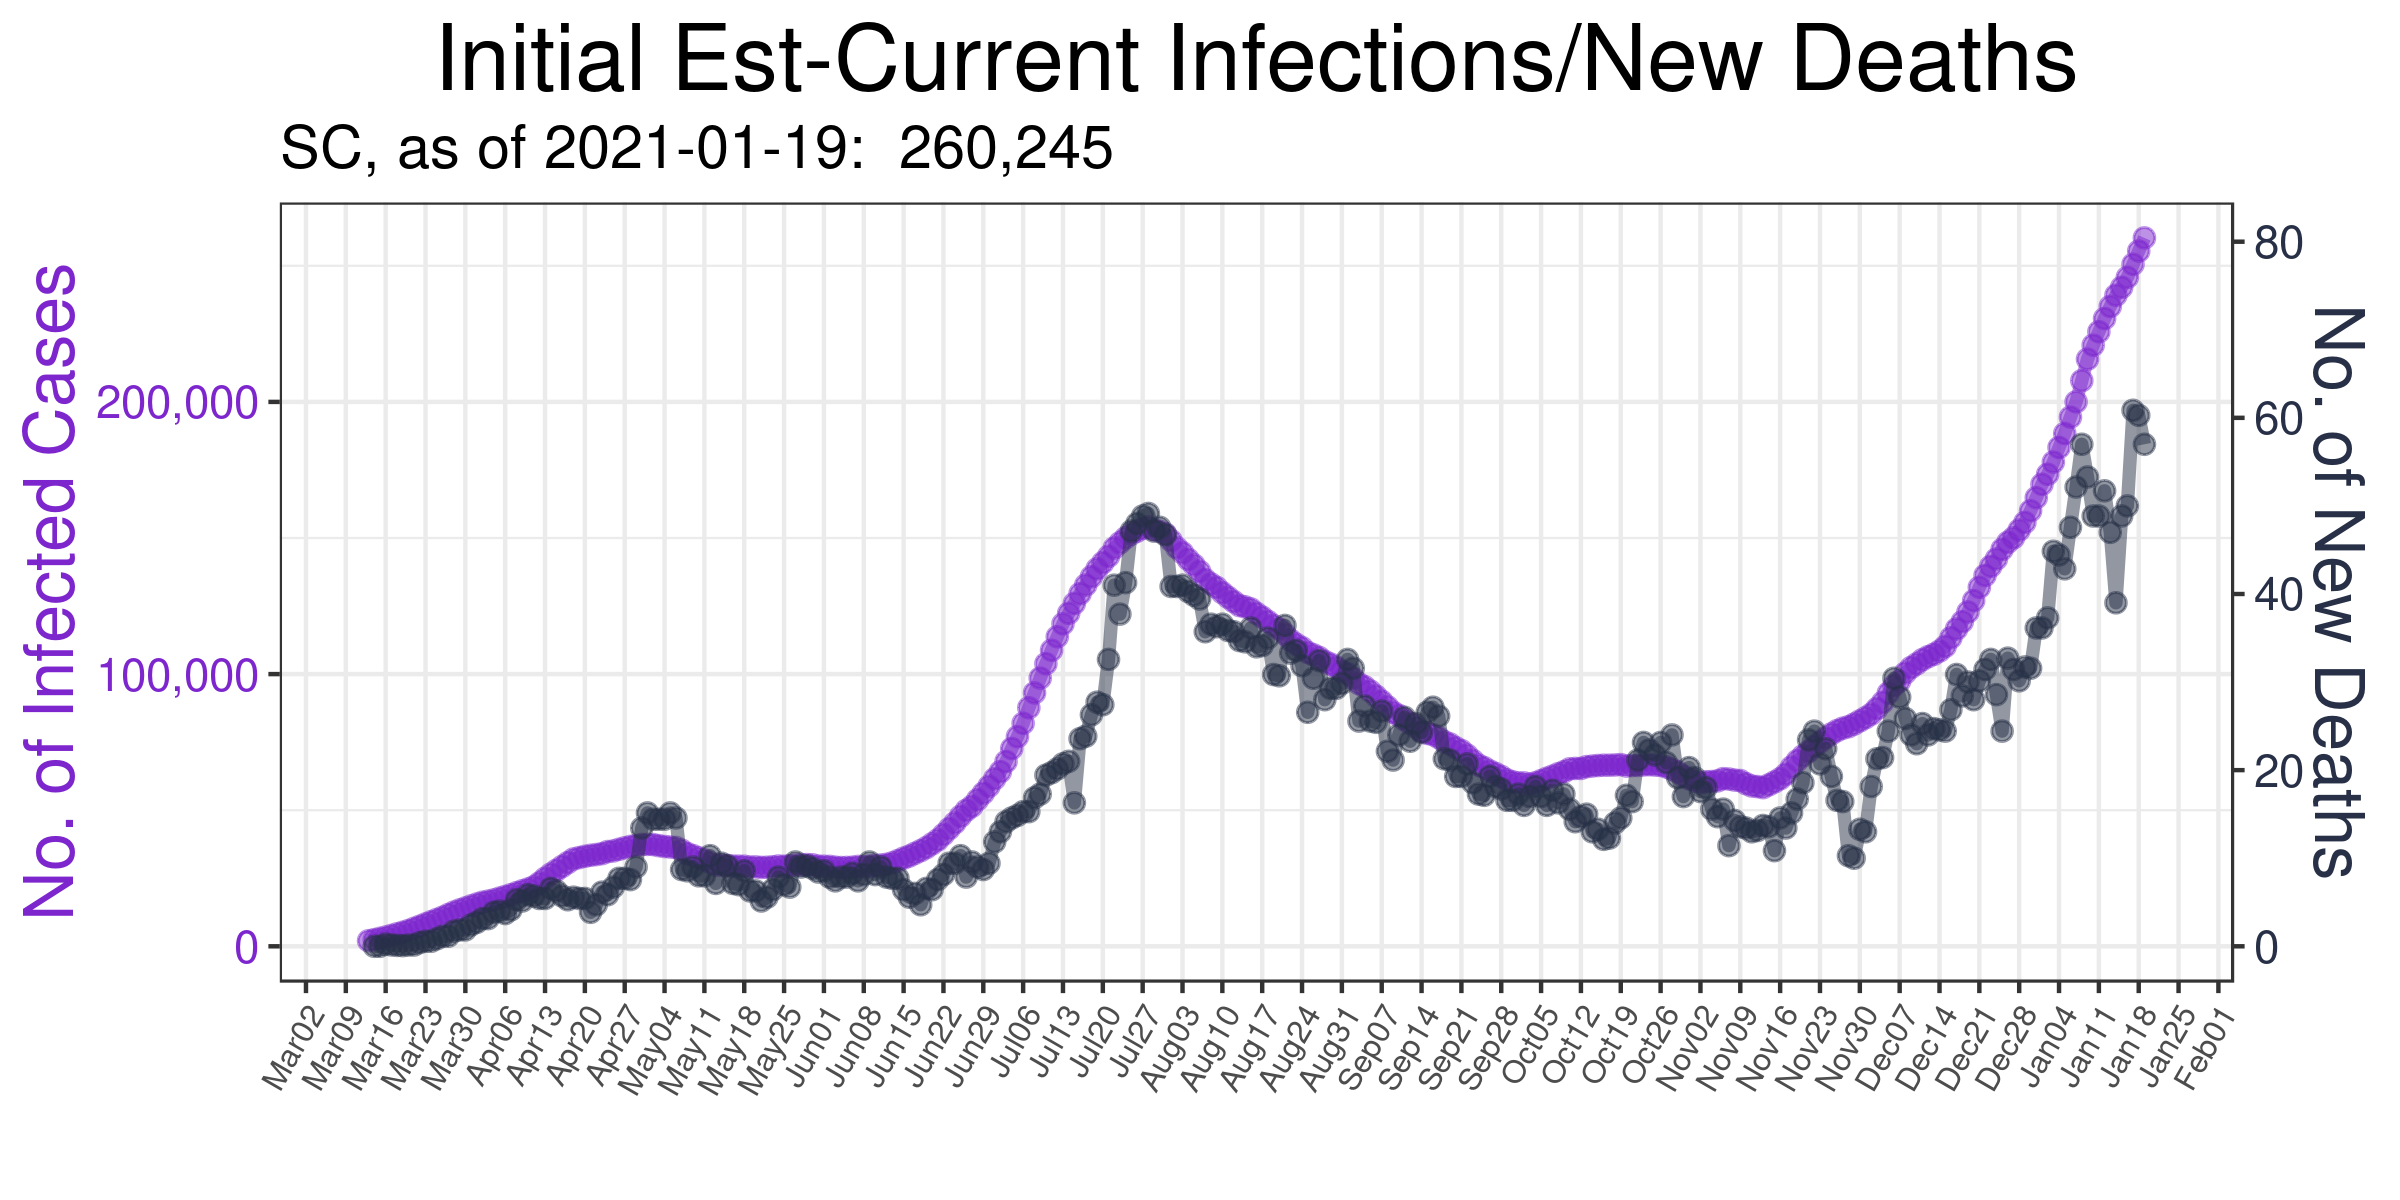 Initial Est-Current Infections/New Deaths
SC, as of 2021-01-19:  260,245
No. of Infected Cases
200,000
100,000
0
80
60
40
20
0
No. of New Deaths
Mar02
Mar09
Mar16
Mar23
Mar30
Apr06
Apr13
Apr20
Apr27
May04
May11
May18
May25
Jun01
Jun08
Jun15
Jun22
Jun29
Jul06
Jul13
Jul20
Jul27
Aug03
Aug10
Aug17
Aug24
Aug31
Sep07
Sep14
Sep21
Sep28
Oct05
Oct12
Oct19
Oct26
Nov02
Nov09
Nov16
Nov23
Nov30
Dec07
Dec14
Dec21
Dec28
Jan04
Jan11
Jan18
Jan25
Feb01